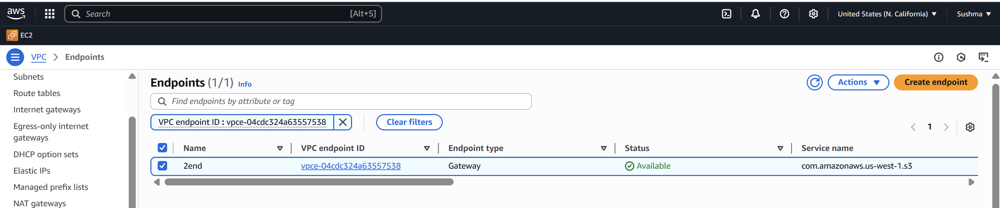 aws
Search [Alt+S]
United States (N. California)
Sushma
EC2
VPC
Endpoints
Subnets
Route tables
Internet gateways
Egress-only internet
gateways
DHCP option sets
Elastic IPs
Managed prefix lists
NAT gateways
Endpoints (1/1) Info
Actions
Create endpoint
Find endpoints by attribute or tag
VPC endpoint ID : vpce-04cdc324a63557538
Clear filters
1
Name VPC endpoint ID Endpoint type Status Service name
2end vpce-04cdc324a63557538 Gateway Available com.amazonaws.us-west-1.s3